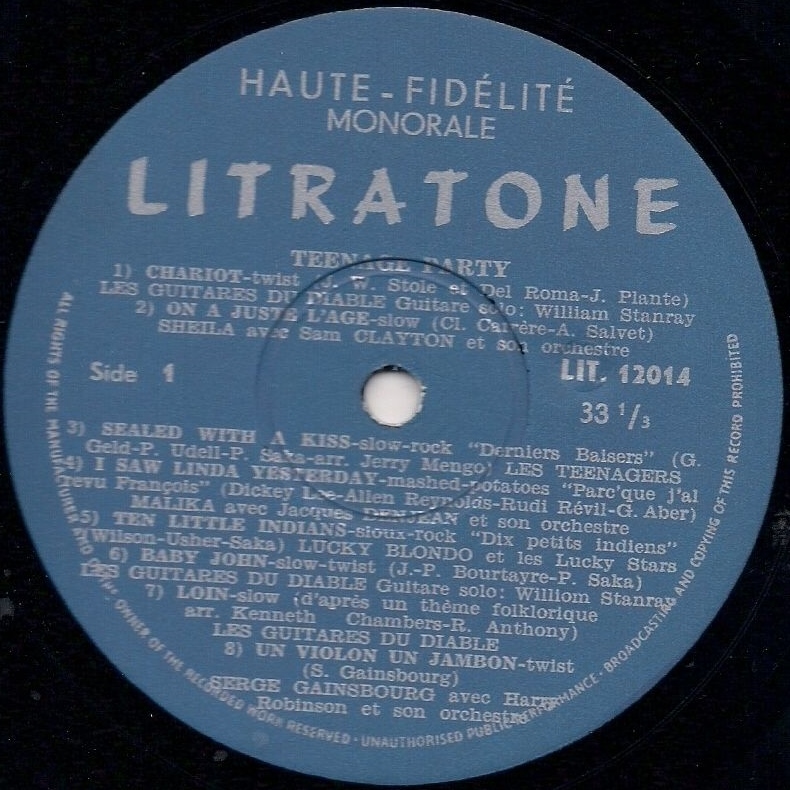 HAUTE - FIDÉLITÉ
MONORALE
LITRATONE
TEENAGE PARTY
1) CHARIOT-twist (J. W. Stole et Del Roma-J. Plante)
LES GUITARES DU DIABLE Guitare solo: William Stanray
2) ON A JUSTE L'AGE-slow (Cl. Carrère-A. Salvet)
SHEILA avec Sam CLAYTON et son orchestre
Side 1
LIT. 12014
33 1/3
3) SEALED WITH A KISS-slow-rock "Derniers Baisers" (G.
Geld-P. Udell-P. Saka-arr. Jerry Mengo) LES TEENAGERS
4) I SAW LINDA YESTERDAY-mashed-potatoes "Parc'que j'ai
revu François" (Dickey Lee-Allen Reynolds-Rudi Révil-G. Aber)
MALIKA avec Jacques DENJEAN et son orchestre
5) TEN LITTLE INDIANS-sioux-rock "Dix petits indiens"
(Wilson-Usher-Saka) LUCKY BLONDO et les Lucky Stars
6) BABY JOHN-slow-twist (J.-P. Bourtayre-P. Saka)
LES GUITARES DU DIABLE Guitare solo: Williom Stanray
7) LOIN-slow (d'après un thème folklorique
arr. Kenneth Chambers-R. Anthony)
LES GUITARES DU DIABLE
8) UN VIOLON UN JAMBON-twist
(S. Gainsbourg)
SERGE GAINSBOURG avec Harry
Robinson et son orchestre
ALL RIGHTS OF THE MANUFACTURER AND OF THE OWNER OF THE RECORDED WORK RESERVED · UNAUTHORISED PUBLIC PERFORMANCE · BROADCASTING AND COPYING OF THIS RECORD PROHIBITED